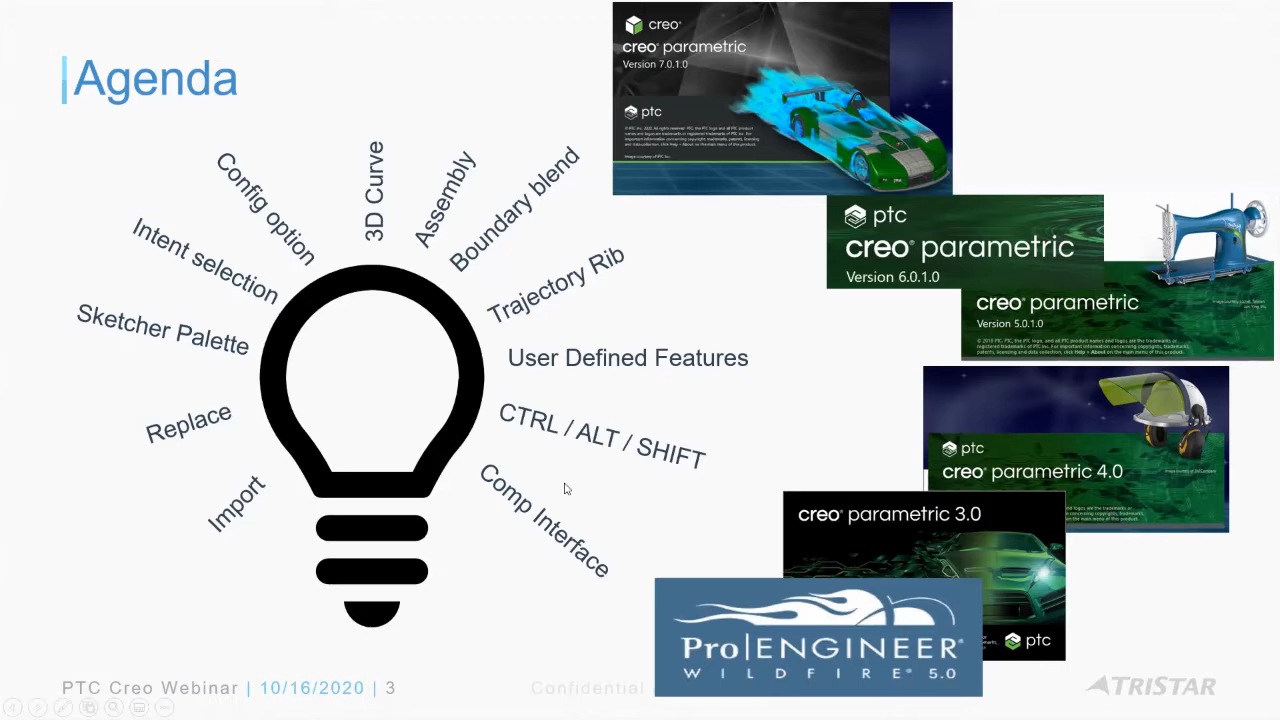 Agenda
Import
Replace
Sketcher Palette
Intent selection
Config option
3D Curve
Assembly
Boundary blend
Trajectory Rib
User Defined Features
CTRL / ALT / SHIFT
Comp Interface
creo®
creo® parametric
Version 7.0.1.0
ptc
ptc
creo® parametric
Version 6.0.1.0
creo® parametric
Version 5.0.1.0
ptc
creo® parametric 4.0
creo® parametric 3.0
ptc
Pro|ENGINEER®
WILDFIRE® 5.0
PTC Creo Webinar | 10/16/2020 | 3
Confidential
TRISTAR